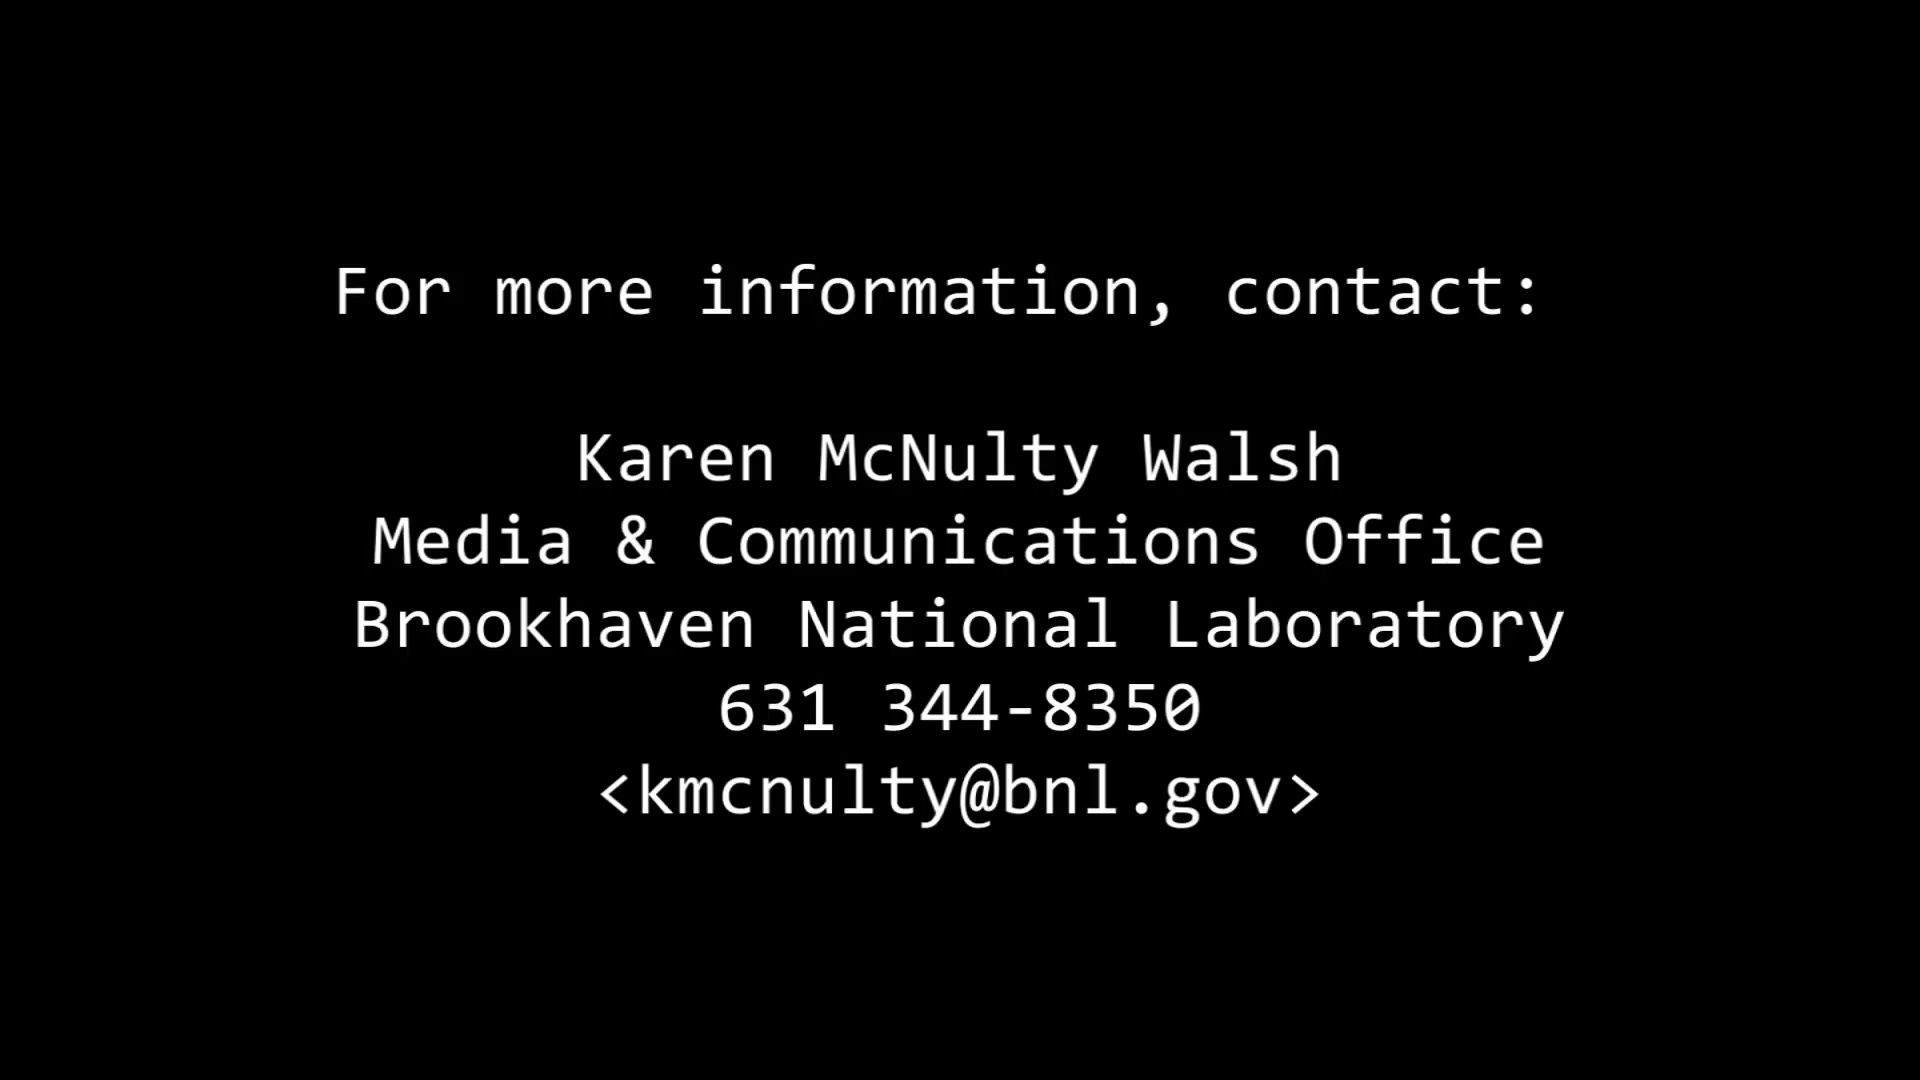 For more information, contact:
Karen McNulty Walsh
Media & Communications Office
Brookhaven National Laboratory
631 344-8350
<kmcnulty@bnl.gov>